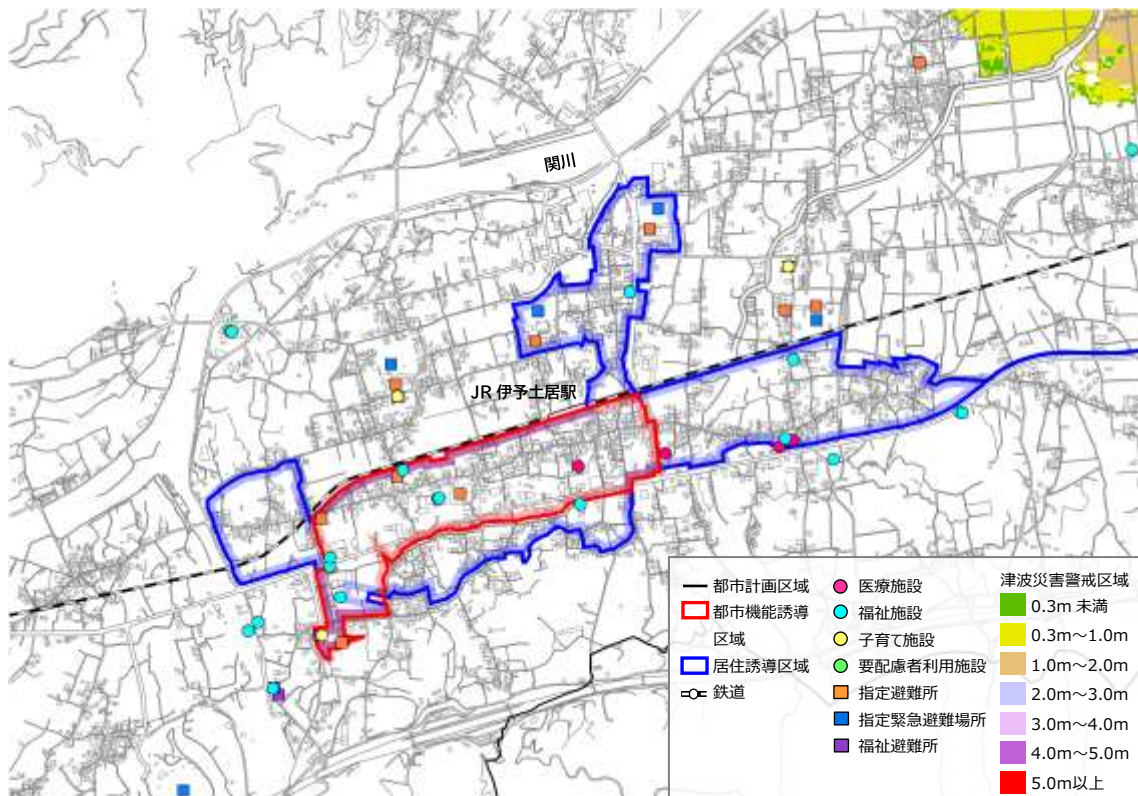 関川
JR 伊予土居駅
都市計画区域
都市機能誘導
区域
居住誘導区域
鉄道
医療施設
福祉施設
子育て施設
要配慮者利用施設
指定避難所
指定緊急避難場所
福祉避難所
津波災害警戒区域
0.3m 未満
0.3m～1.0m
1.0m～2.0m
2.0m～3.0m
3.0m～4.0m
4.0m～5.0m
5.0m以上